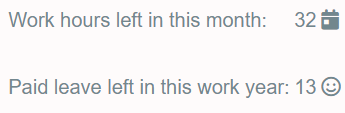 Work hours left in this month: 32
Paid leave left in this work year: 13